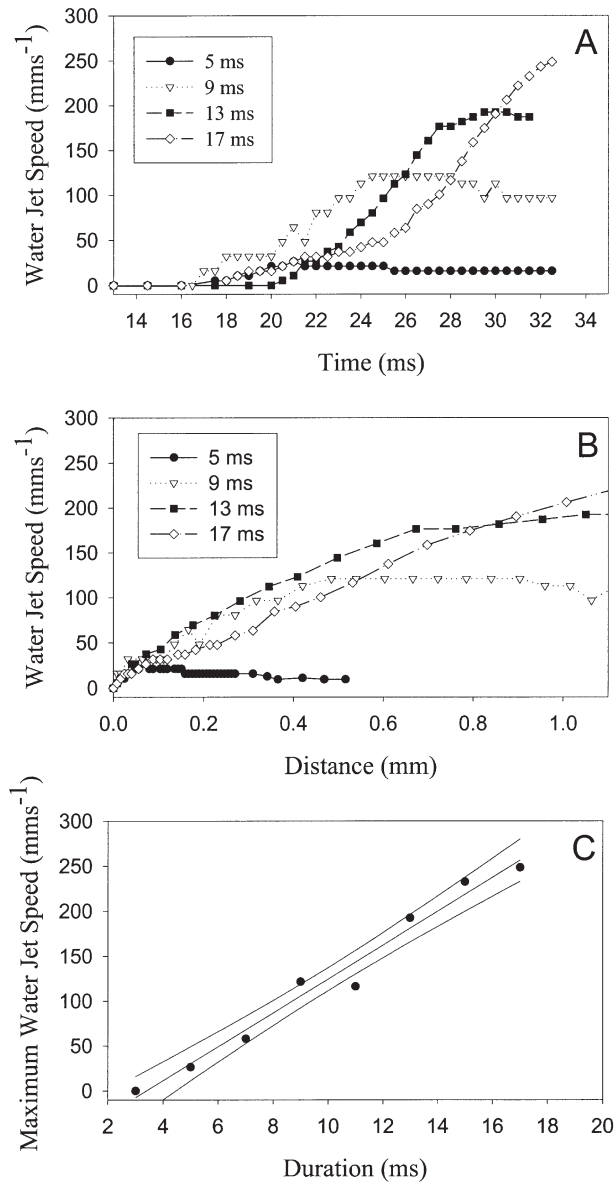 300
250
200
150
100
50
0
Water Jet Speed (mms-1)
A
5 ms
9 ms
13 ms
17 ms
14 16 18 20 22 24 26 28 30 32 34
Time (ms)
300
250
200
150
100
50
0
Water Jet Speed (mms-1)
B
5 ms
9 ms
13 ms
17 ms
0.0 0.2 0.4 0.6 0.8 1.0
Distance (mm)
300
250
200
150
100
50
0
Maximum Water Jet Speed (mms-1)
C
2 4 6 8 10 12 14 16 18 20
Duration (ms)